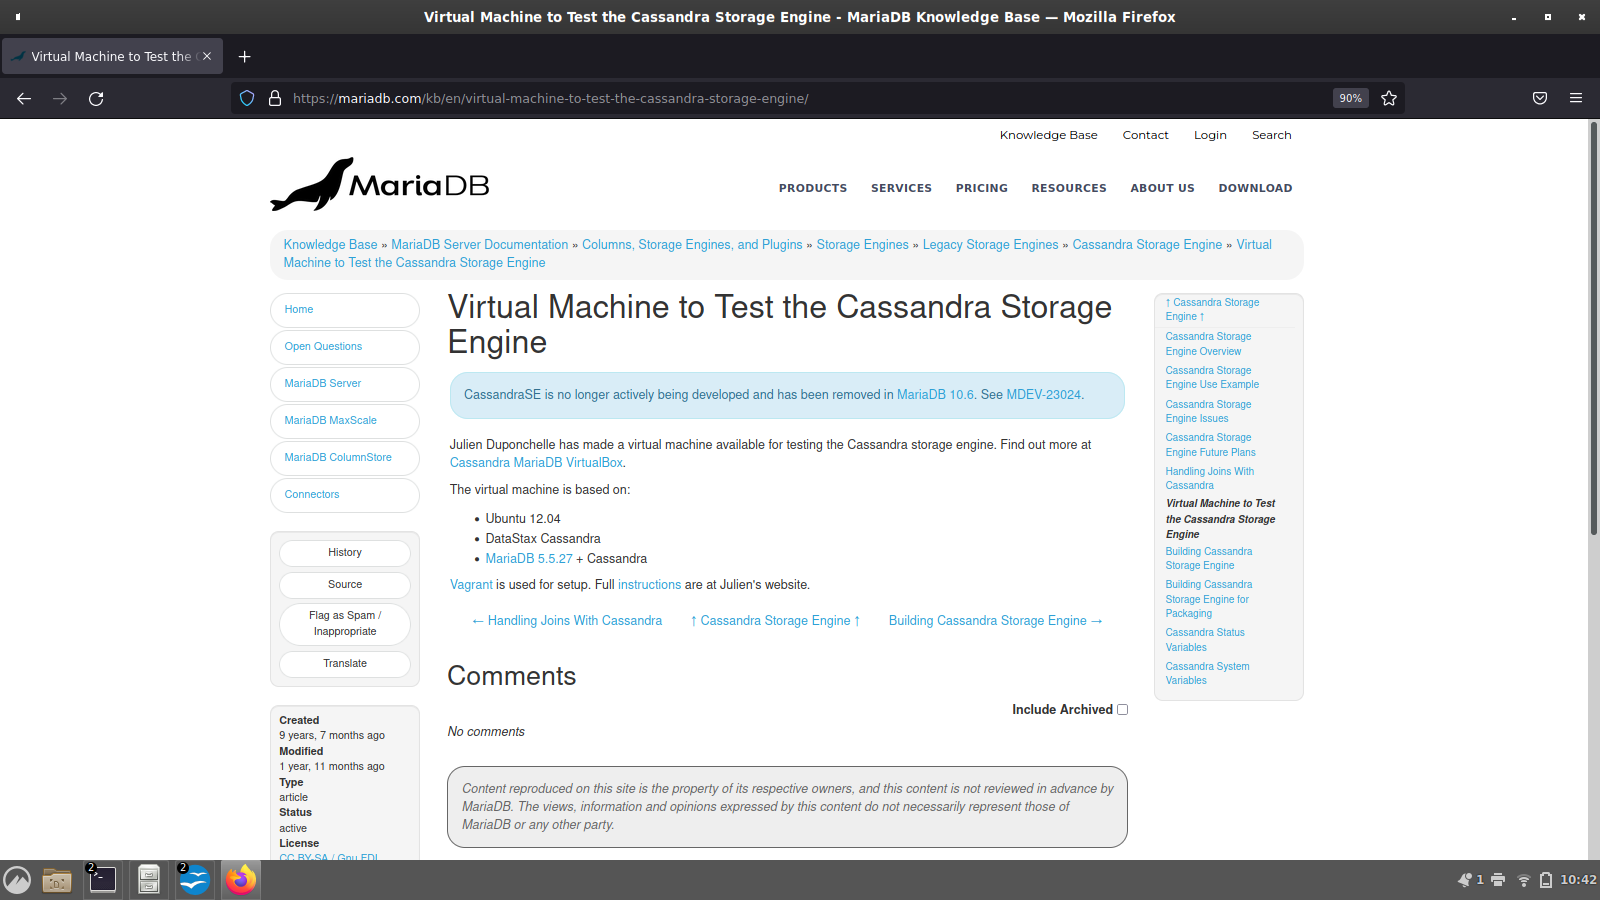 Virtual Machine to Test the Cassandra Storage Engine - MariaDB Knowledge Base — Mozilla Firefox
Virtual Machine to Test the C
https://mariadb.com/kb/en/virtual-machine-to-test-the-cassandra-storage-engine/
90%
Knowledge Base Contact Login Search
MariaDB
PRODUCTS SERVICES PRICING RESOURCES ABOUT US DOWNLOAD
Knowledge Base » MariaDB Server Documentation » Columns, Storage Engines, and Plugins » Storage Engines » Legacy Storage Engines » Cassandra Storage Engine » Virtual
Machine to Test the Cassandra Storage Engine
Home
Open Questions
MariaDB Server
MariaDB MaxScale
MariaDB ColumnStore
Connectors
History
Source
Flag as Spam /
Inappropriate
Translate
Created
9 years, 7 months ago
Modified
1 year, 11 months ago
Type
article
Status
active
License
CC BY-SA / Gnu FDL
Virtual Machine to Test the Cassandra Storage
Engine
CassandraSE is no longer actively being developed and has been removed in MariaDB 10.6. See MDEV-23024.
Julien Duponchelle has made a virtual machine available for testing the Cassandra storage engine. Find out more at
Cassandra MariaDB VirtualBox.
The virtual machine is based on:
• Ubuntu 12.04
• DataStax Cassandra
• MariaDB 5.5.27 + Cassandra
Vagrant is used for setup. Full instructions are at Julien's website.
← Handling Joins With Cassandra ↑ Cassandra Storage Engine ↑ Building Cassandra Storage Engine →
Comments
Include Archived
No comments
Content reproduced on this site is the property of its respective owners, and this content is not reviewed in advance by
MariaDB. The views, information and opinions expressed by this content do not necessarily represent those of
MariaDB or any other party.
↑ Cassandra Storage
Engine ↑
Cassandra Storage
Engine Overview
Cassandra Storage
Engine Use Example
Cassandra Storage
Engine Issues
Cassandra Storage
Engine Future Plans
Handling Joins With
Cassandra
Virtual Machine to Test
the Cassandra Storage
Engine
Building Cassandra
Storage Engine
Building Cassandra
Storage Engine for
Packaging
Cassandra Status
Variables
Cassandra System
Variables
2
2
1
10:42